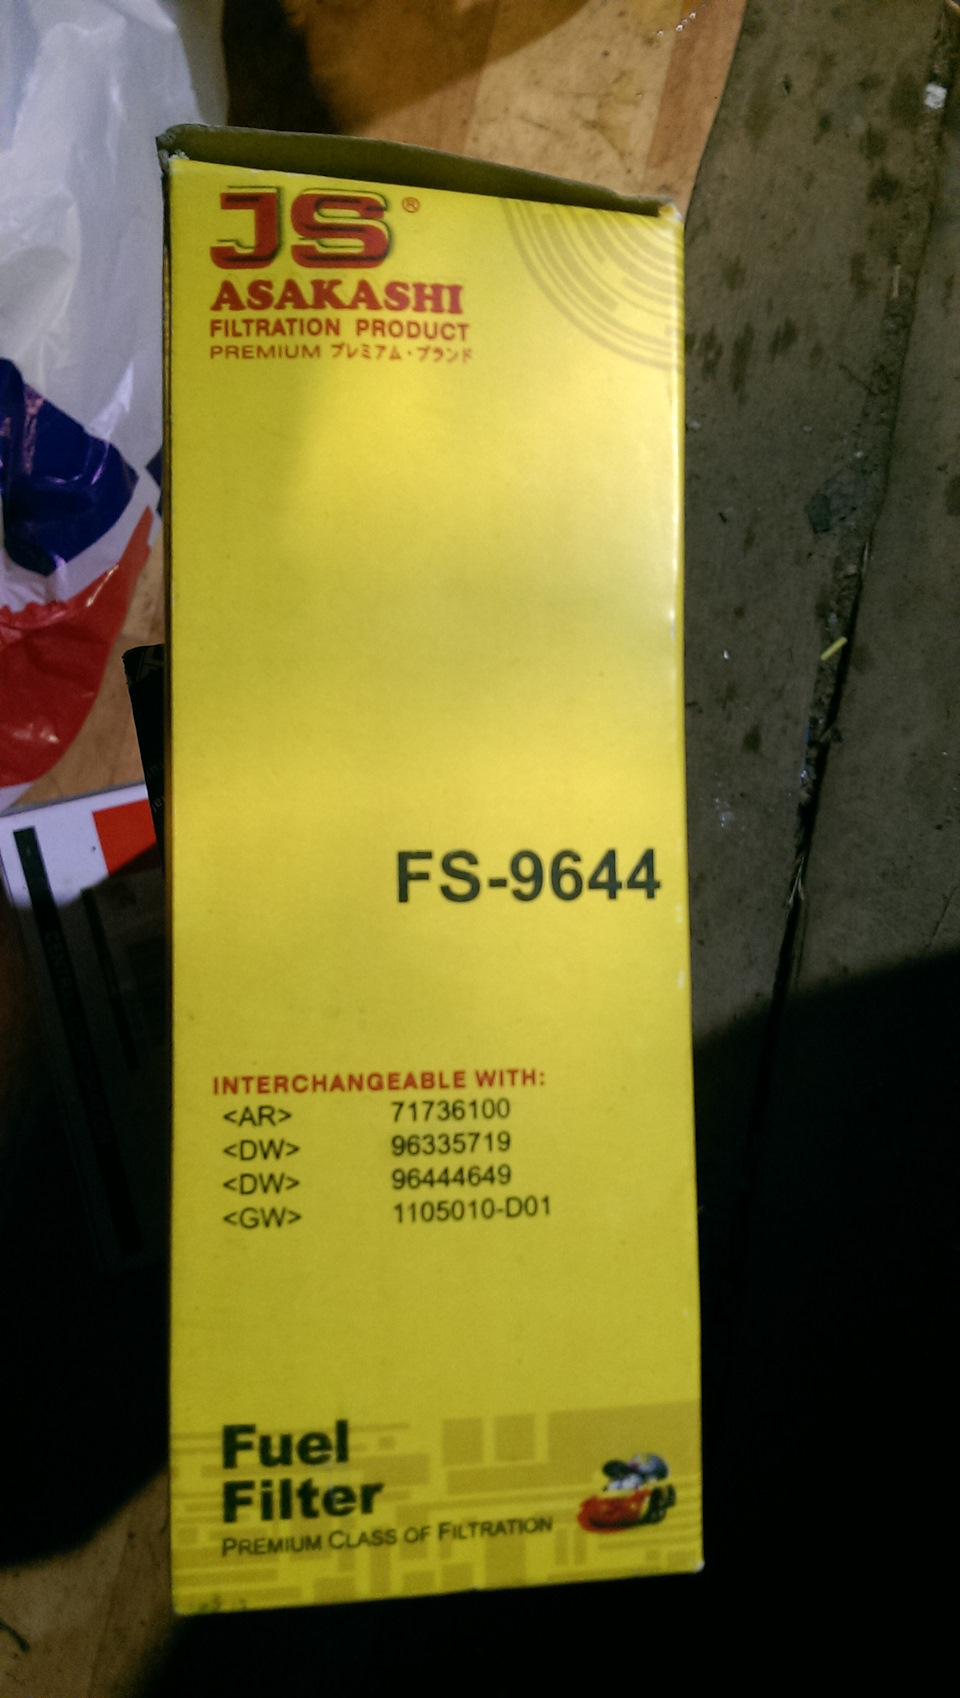 JS®
ASAKASHI
FILTRATION PRODUCT
PREMIUM プレミアム・ブランド
FS-9644
INTERCHANGEABLE WITH:
<AR> 71736100
<DW> 96335719
<DW> 96444649
<GW> 1105010-D01
Fuel
Filter
PREMIUM CLASS OF FILTRATION